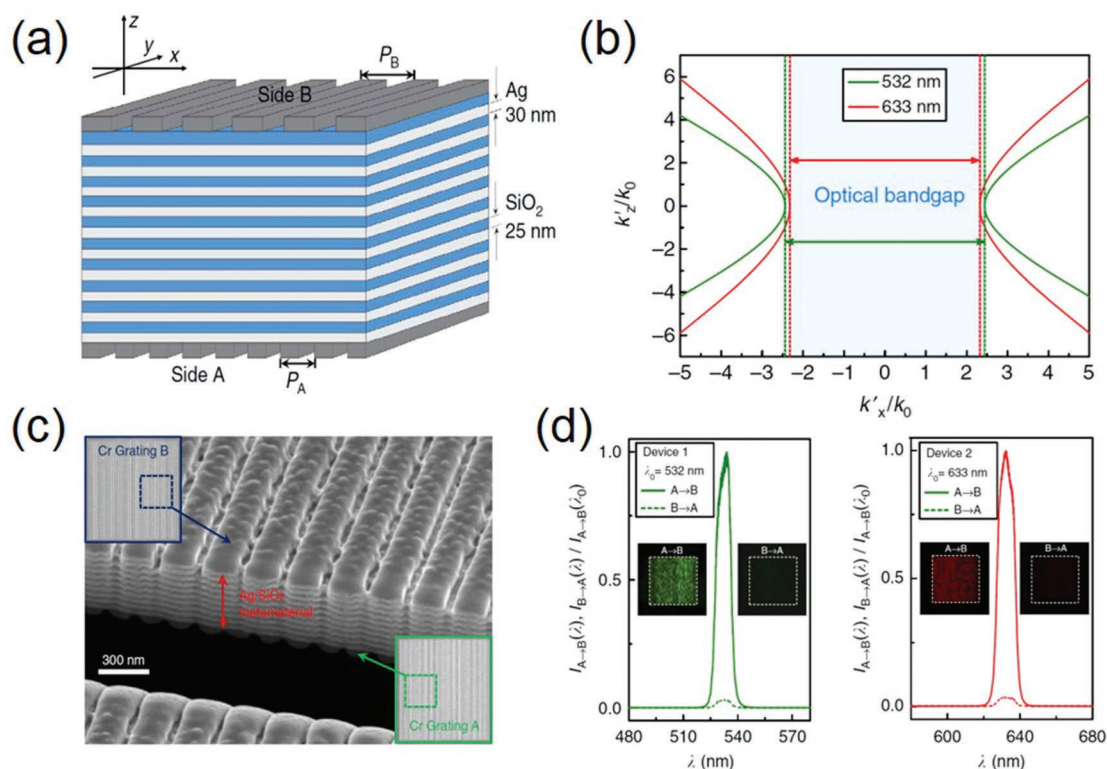 (a)
z
y
x
Side B
P_B
Ag
30 nm
SiO₂
25 nm
Side A
P_A
(b)
532 nm
633 nm
Optical bandgap
k'_z/k_0
6
4
2
0
−2
−4
−6
−5 −4 −3 −2 −1 0 1 2 3 4 5
k'_x/k_0
(c)
Cr Grating B
Ag/SiO₂
metamaterial
300 nm
Cr Grating A
(d)
I_A→B(λ), I_B→A(λ) / I_A→B(λ_0)
1.0
0.5
0.0
Device 1
λ_0= 532 nm
A→B
B→A
A→B
B→A
480 510 540 570
λ (nm)
I_A→B(λ), I_B→A(λ) / I_A→B(λ_0)
1.0
0.5
0.0
Device 2
λ_0= 633 nm
A→B
B→A
A→B
B→A
600 640 680
λ (nm)